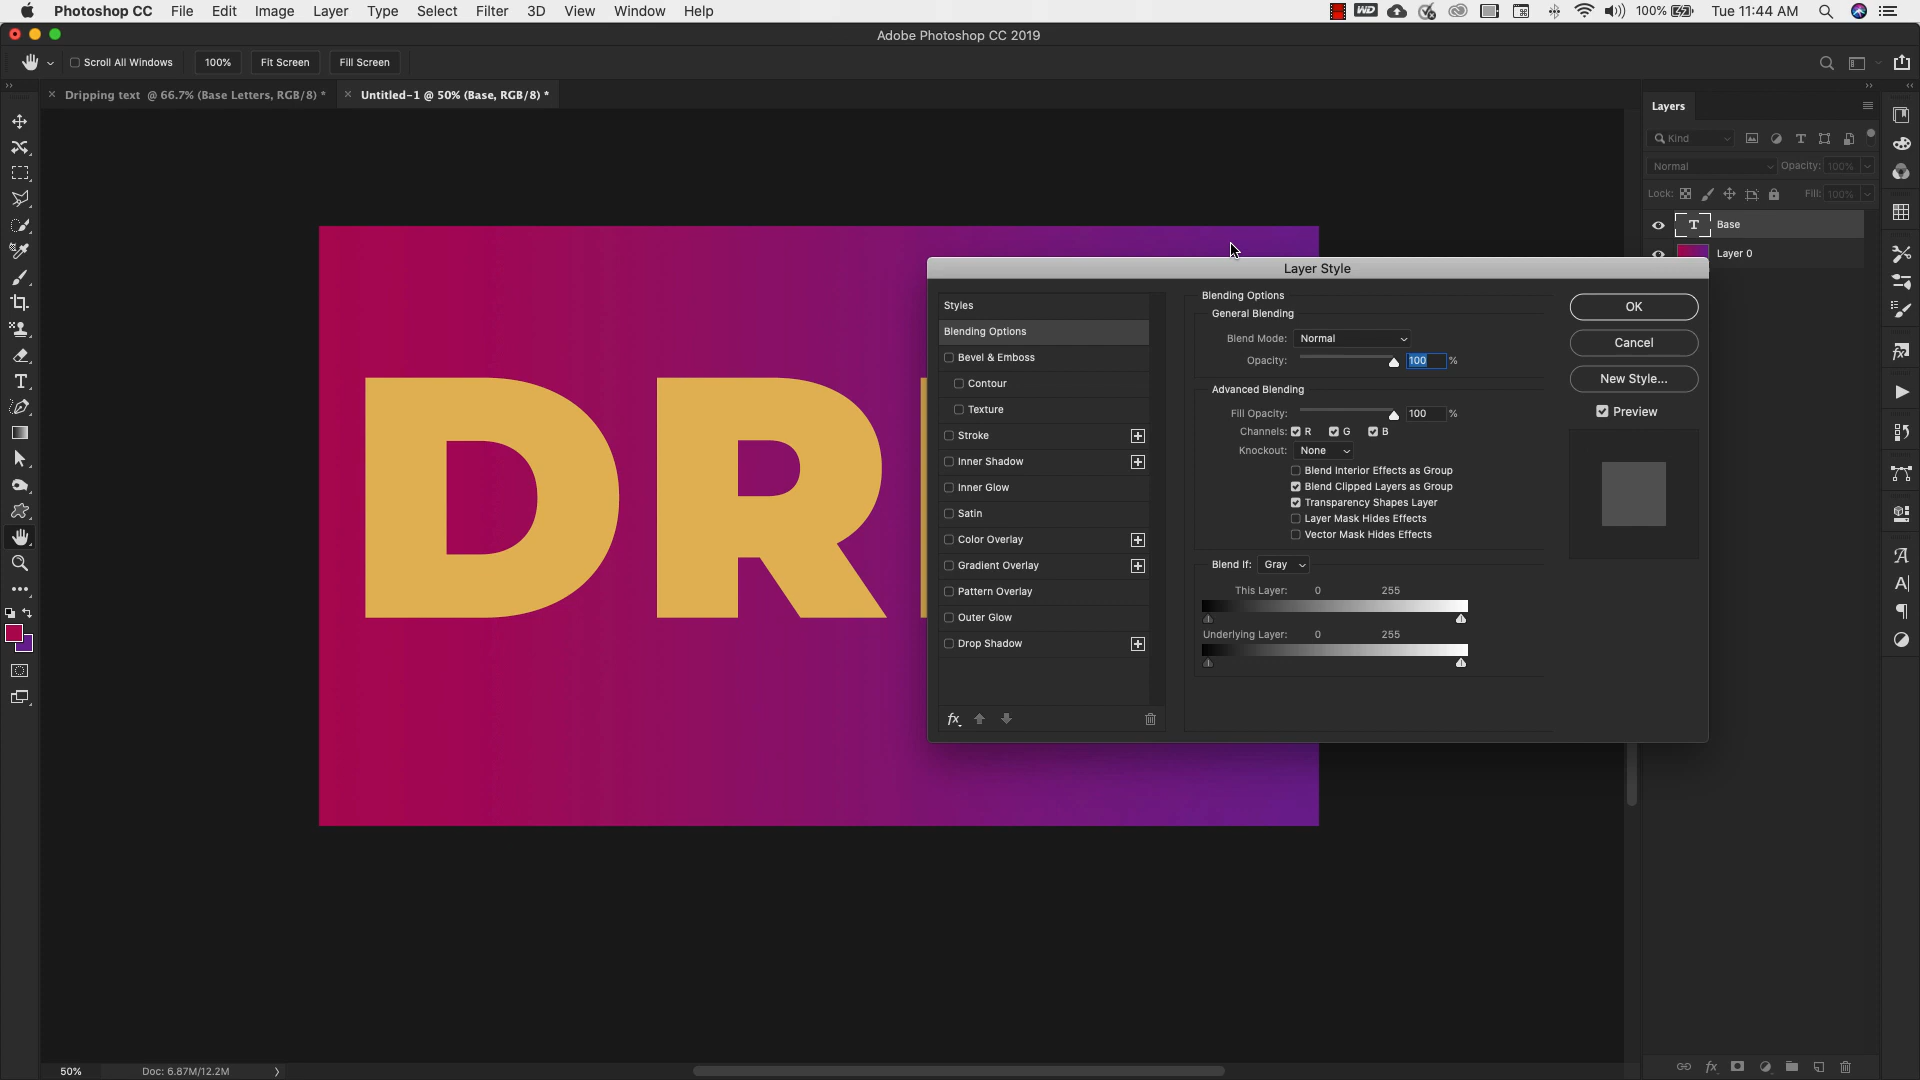 Photoshop CC File Edit Image Layer Type Select Filter 3D View Window Help WD 100% Tue 11:44 AM
Adobe Photoshop CC 2019
Scroll All Windows 100% Fit Screen Fill Screen
Dripping text @ 66.7% (Base Letters, RGB/8) * Untitled-1 @ 50% (Base, RGB/8) *
Layers
Kind
Normal Opacity: 100%
Lock: Fill: 100%
T Base
Layer 0
DR
Layer Style
Styles
Blending Options
Bevel & Emboss
Contour
Texture
Stroke
Inner Shadow
Inner Glow
Satin
Color Overlay
Gradient Overlay
Pattern Overlay
Outer Glow
Drop Shadow
fx
Blending Options
General Blending
Blend Mode: Normal
Opacity: 100 %
Advanced Blending
Fill Opacity: 100 %
Channels: R G B
Knockout: None
Blend Interior Effects as Group
Blend Clipped Layers as Group
Transparency Shapes Layer
Layer Mask Hides Effects
Vector Mask Hides Effects
Blend If: Gray
This Layer: 0 255
Underlying Layer: 0 255
OK
Cancel
New Style...
Preview
50% Doc: 6.87M/12.2M
fx